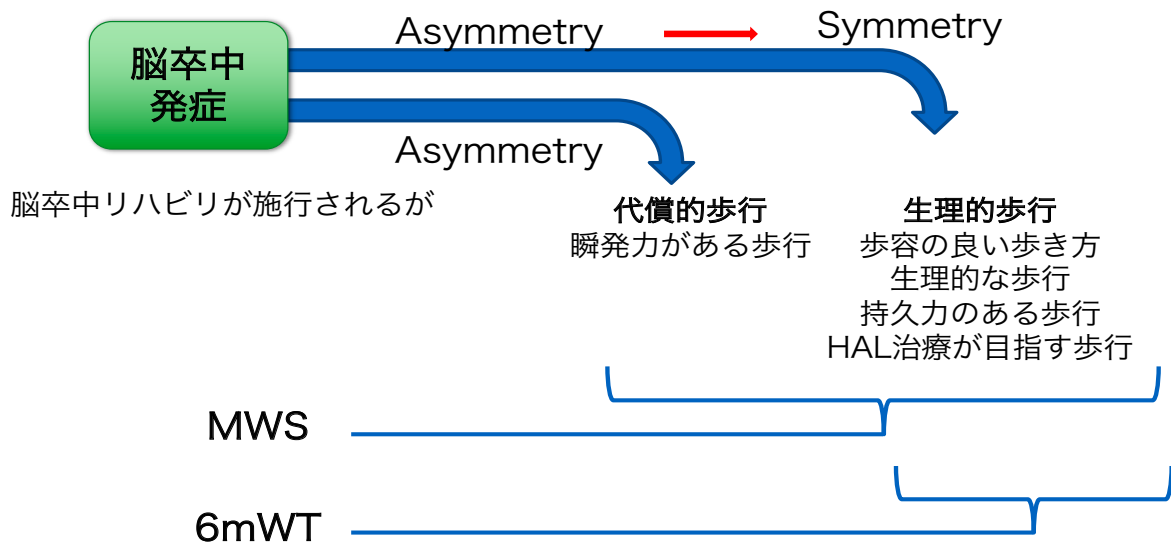 Asymmetry
Symmetry
脳卒中
発症
Asymmetry
脳卒中リハビリが施行されるが
代償的歩行
瞬発力がある歩行
生理的歩行
歩容の良い歩き方
生理的な歩行
持久力のある歩行
HAL治療が目指す歩行
MWS
6mWT